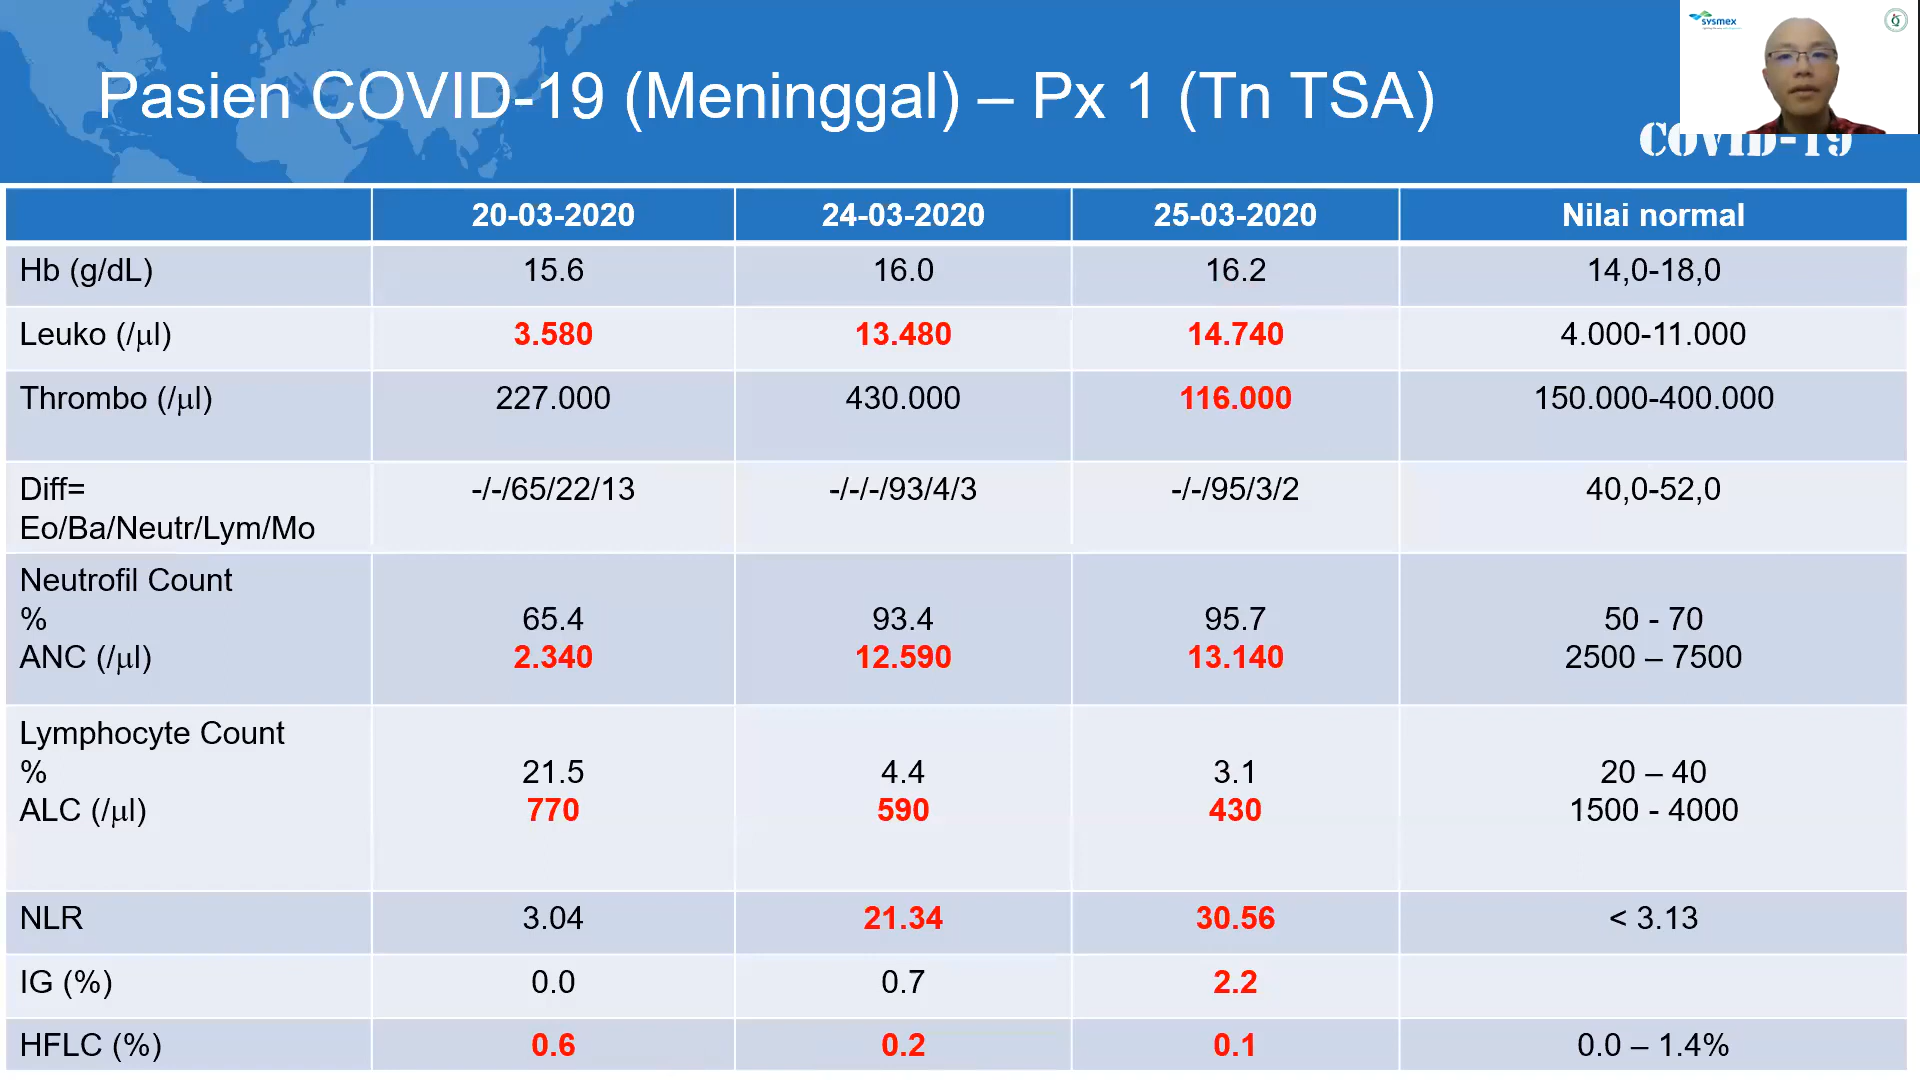 sysmex
Pasien COVID-19 (Meninggal) – Px 1 (Tn TSA)
COVID-19
20-03-2020 24-03-2020 25-03-2020 Nilai normal
Hb (g/dL) 15.6 16.0 16.2 14,0-18,0
Leuko (/µl) 3.580 13.480 14.740 4.000-11.000
Thrombo (/µl) 227.000 430.000 116.000 150.000-400.000
Diff= -/-/65/22/13 -/-/-/93/4/3 -/-/95/3/2 40,0-52,0
Eo/Ba/Neutr/Lym/Mo
Neutrofil Count
% 65.4 93.4 95.7 50 - 70
ANC (/µl) 2.340 12.590 13.140 2500 – 7500
Lymphocyte Count
% 21.5 4.4 3.1 20 – 40
ALC (/µl) 770 590 430 1500 - 4000
NLR 3.04 21.34 30.56 < 3.13
IG (%) 0.0 0.7 2.2
HFLC (%) 0.6 0.2 0.1 0.0 – 1.4%